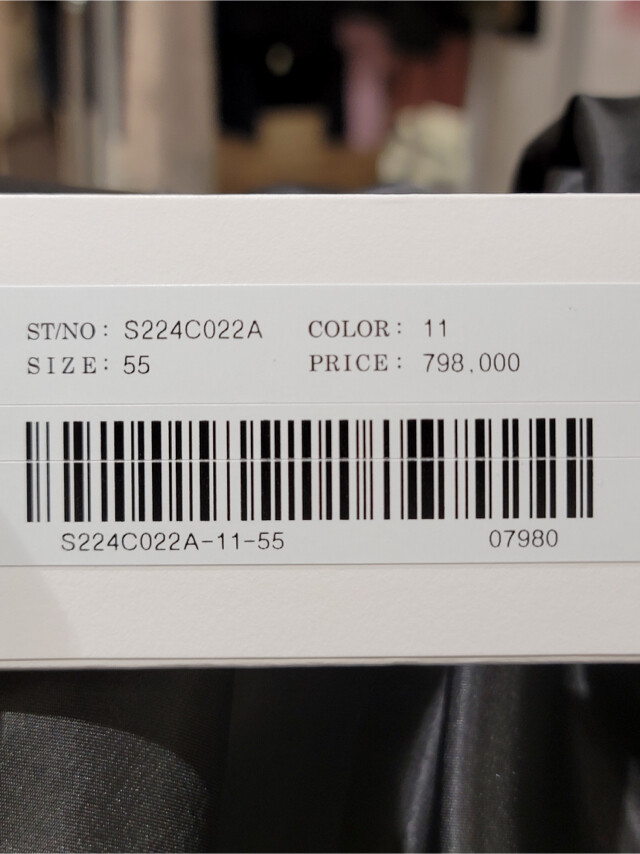 ST/NO : S224C022A COLOR : 11
SIZE : 55 PRICE : 798,000
S224C022A-11-55 07980